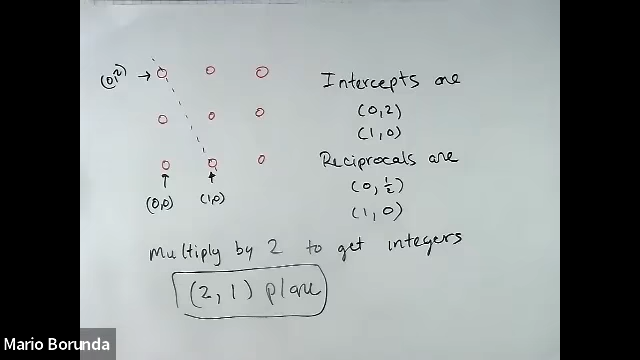 (0,2)
(0,0)
(1,0)
Intercepts are
(0,2)
(1,0)
Reciprocals are
(0,½)
(1,0)
Multiply by 2 to get integers
(2,1) plane
Mario Borunda